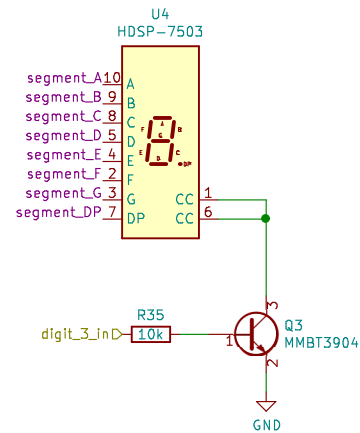 U4
HDSP-7503
segment_A 10 A
segment_B 9 B
segment_C 8 C
segment_D 5 D
segment_E 4 E
segment_F 2 F
segment_G 3 G CC 1
segment_DP 7 DP CC 6
A
F B
G
E C
D DP
3
R35
Q3
digit_3_in 10k 1
MMBT3904
2
GND